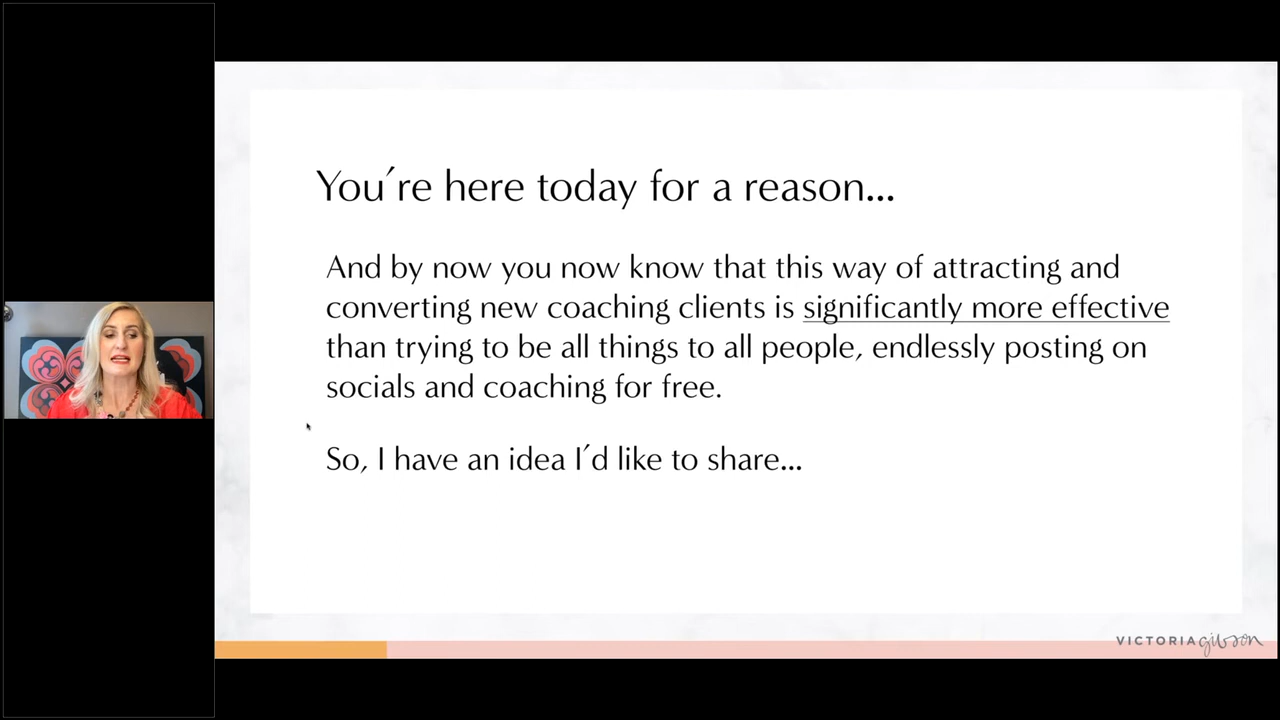 You´re here today for a reason...
And by now you now know that this way of attracting and
converting new coaching clients is significantly more effective
than trying to be all things to all people, endlessly posting on
socials and coaching for free.
So, I have an idea I´d like to share...
VICTORIA gibson